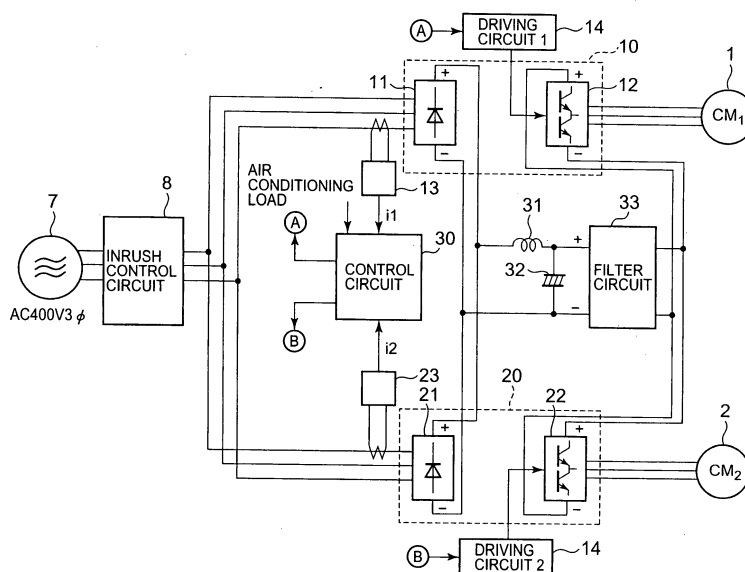 A
DRIVING
CIRCUIT 1
14
10
1
11
+
+
12
CM1
−
−
13
AIR
CONDITIONING
LOAD
i1
7
8
A
30
31
33
INRUSH
CONTROL
CIRCUIT
CONTROL
CIRCUIT
+
32
FILTER
CIRCUIT
−
AC400V3 φ
B
i2
23
20
21
+
22
+
2
CM2
−
−
B
DRIVING
CIRCUIT 2
14